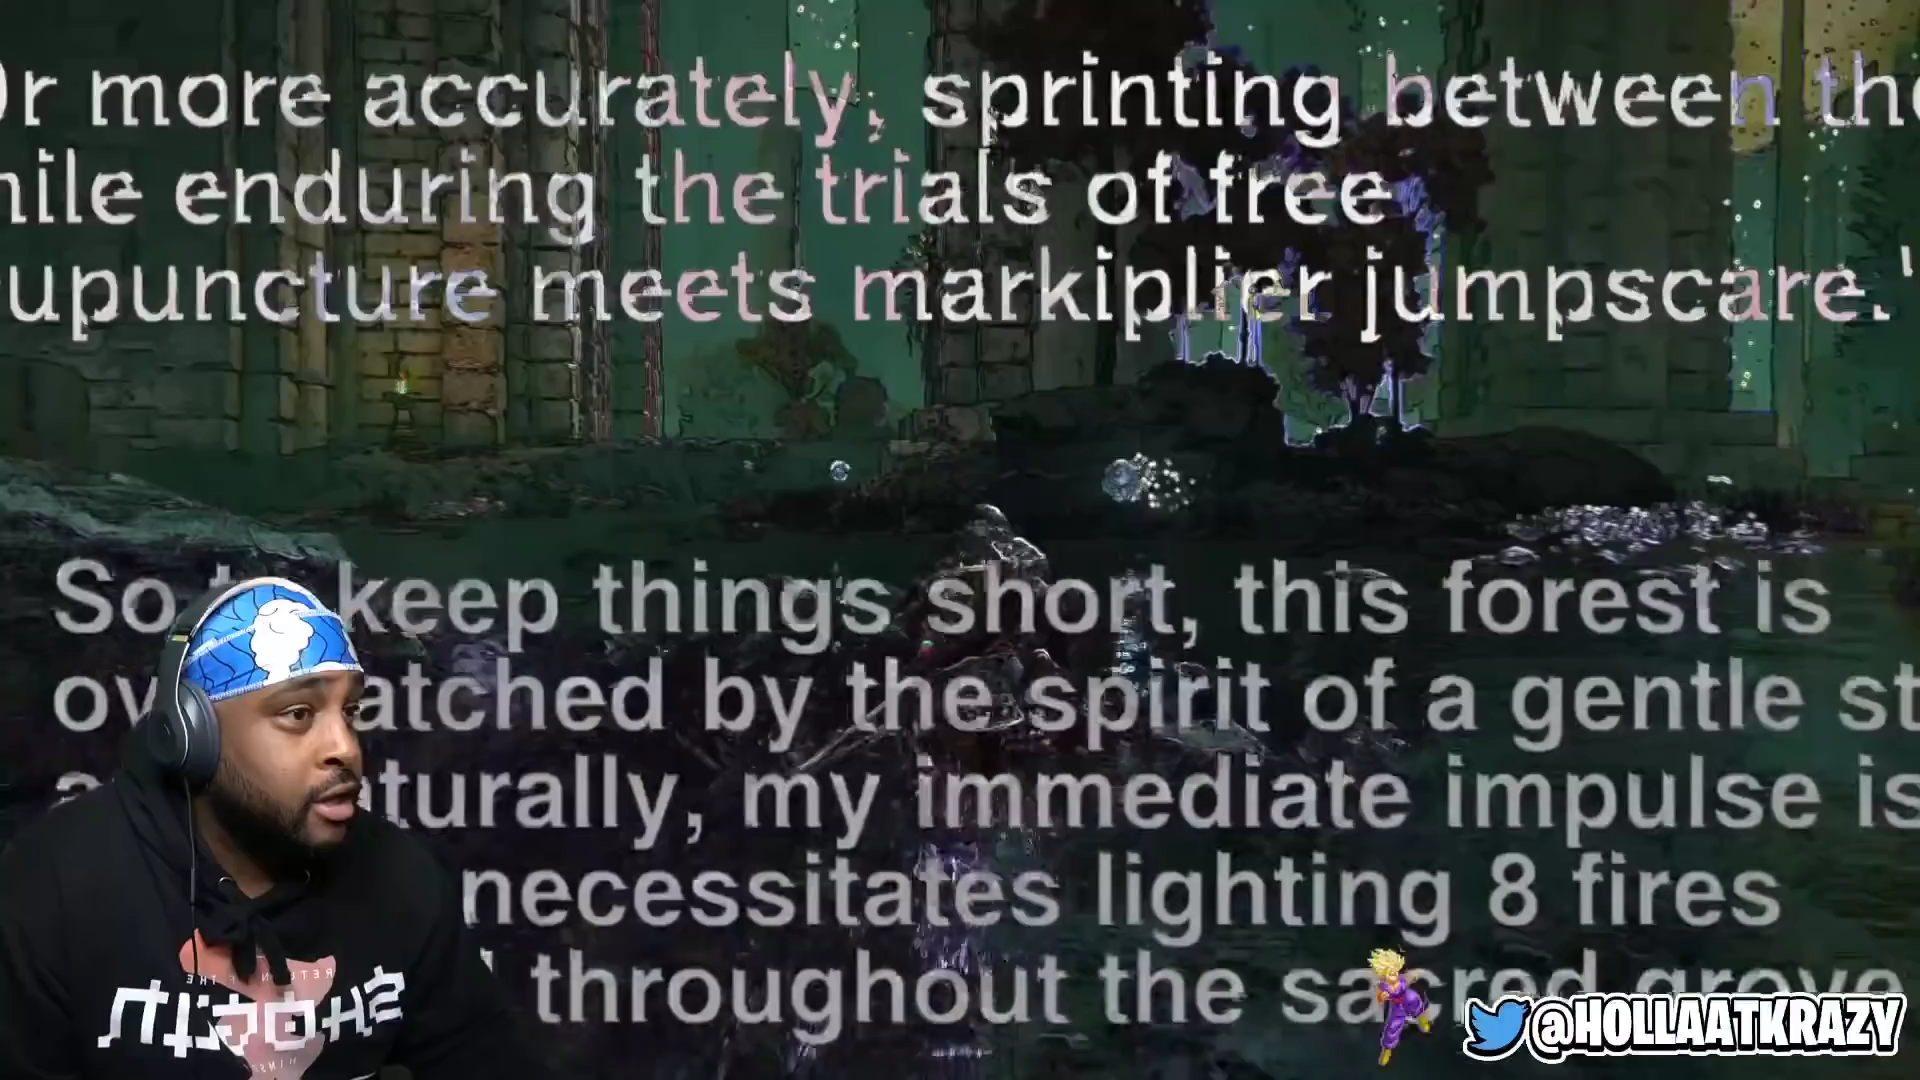 r more accurately, sprinting between the
hile enduring the trials of free
upuncture meets markiplier jumpscare."
So keep things short, this forest is
ov atched by the spirit of a gentle st
aturally, my immediate impulse is
necessitates lighting 8 fires
throughout the sacred grove
@HOLLAATKRAZY